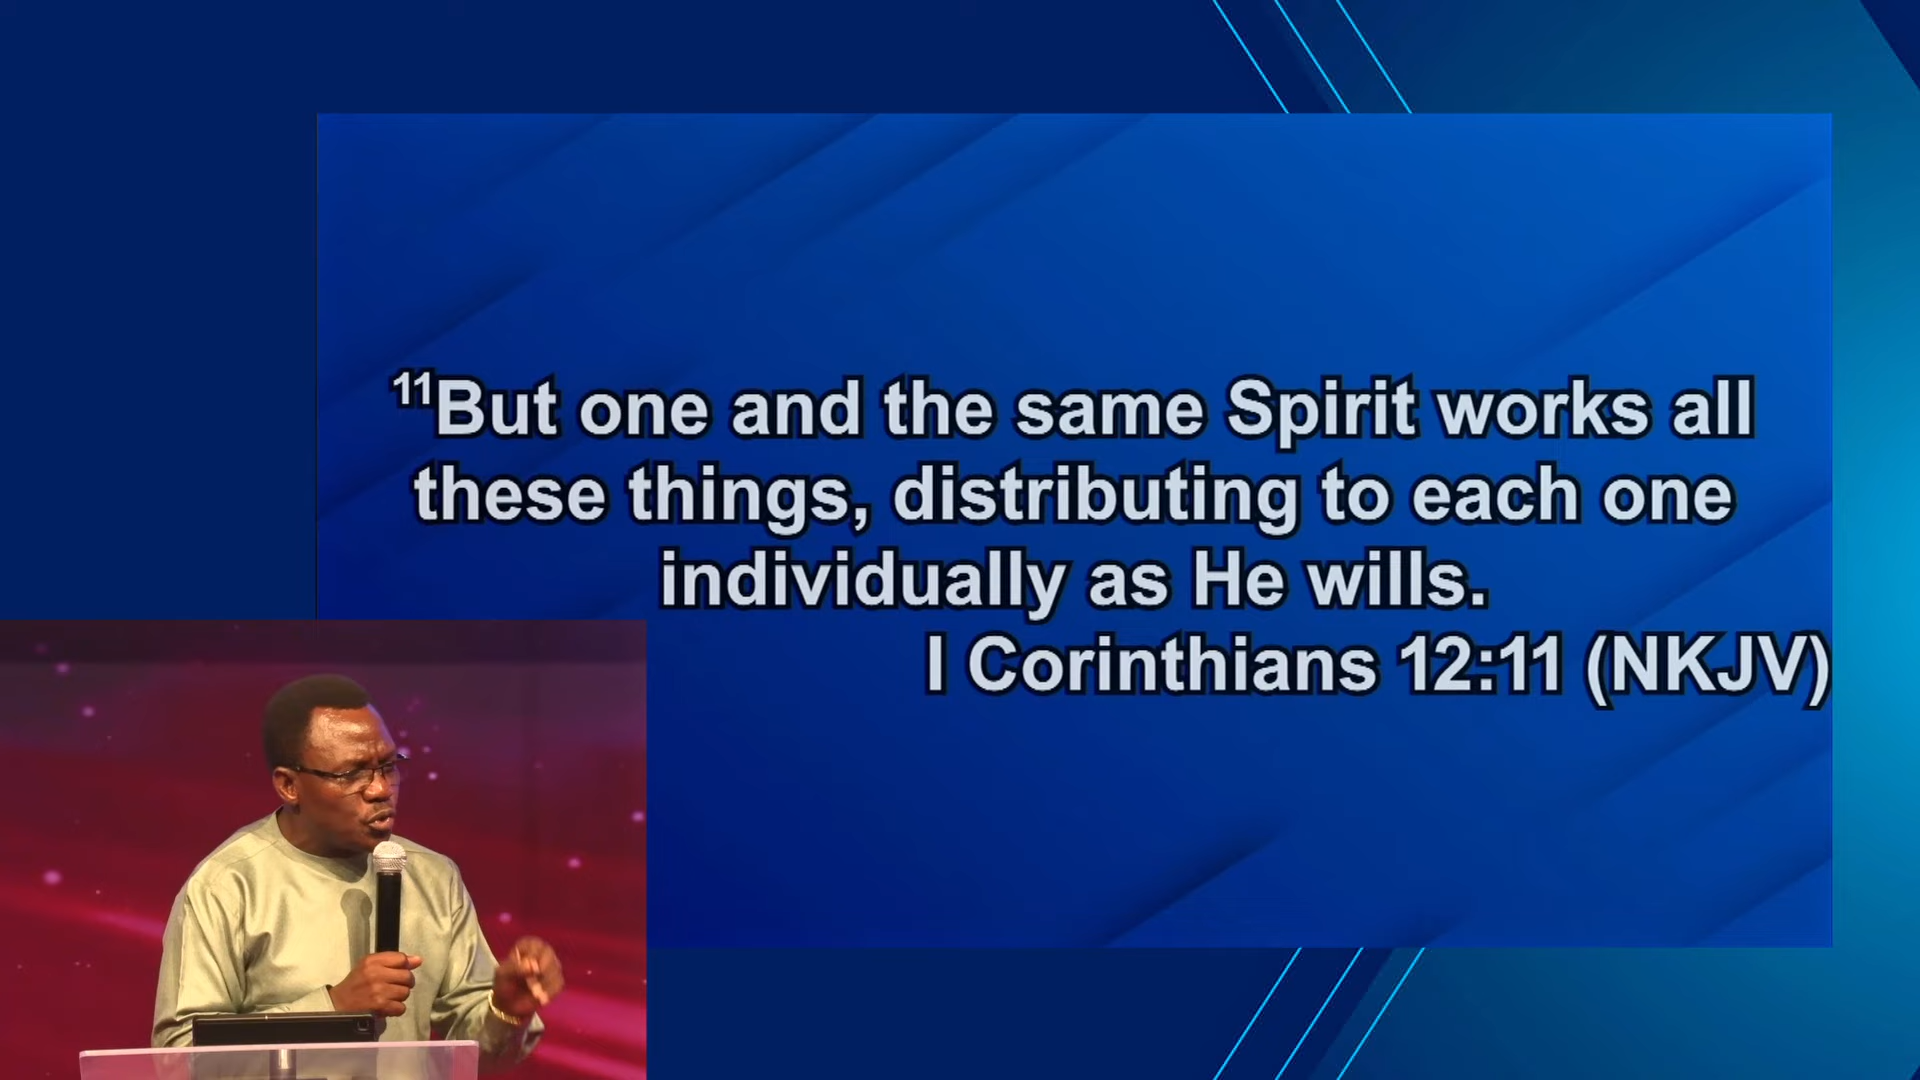 11But one and the same Spirit works all
these things, distributing to each one
individually as He wills.
I Corinthians 12:11 (NKJV)